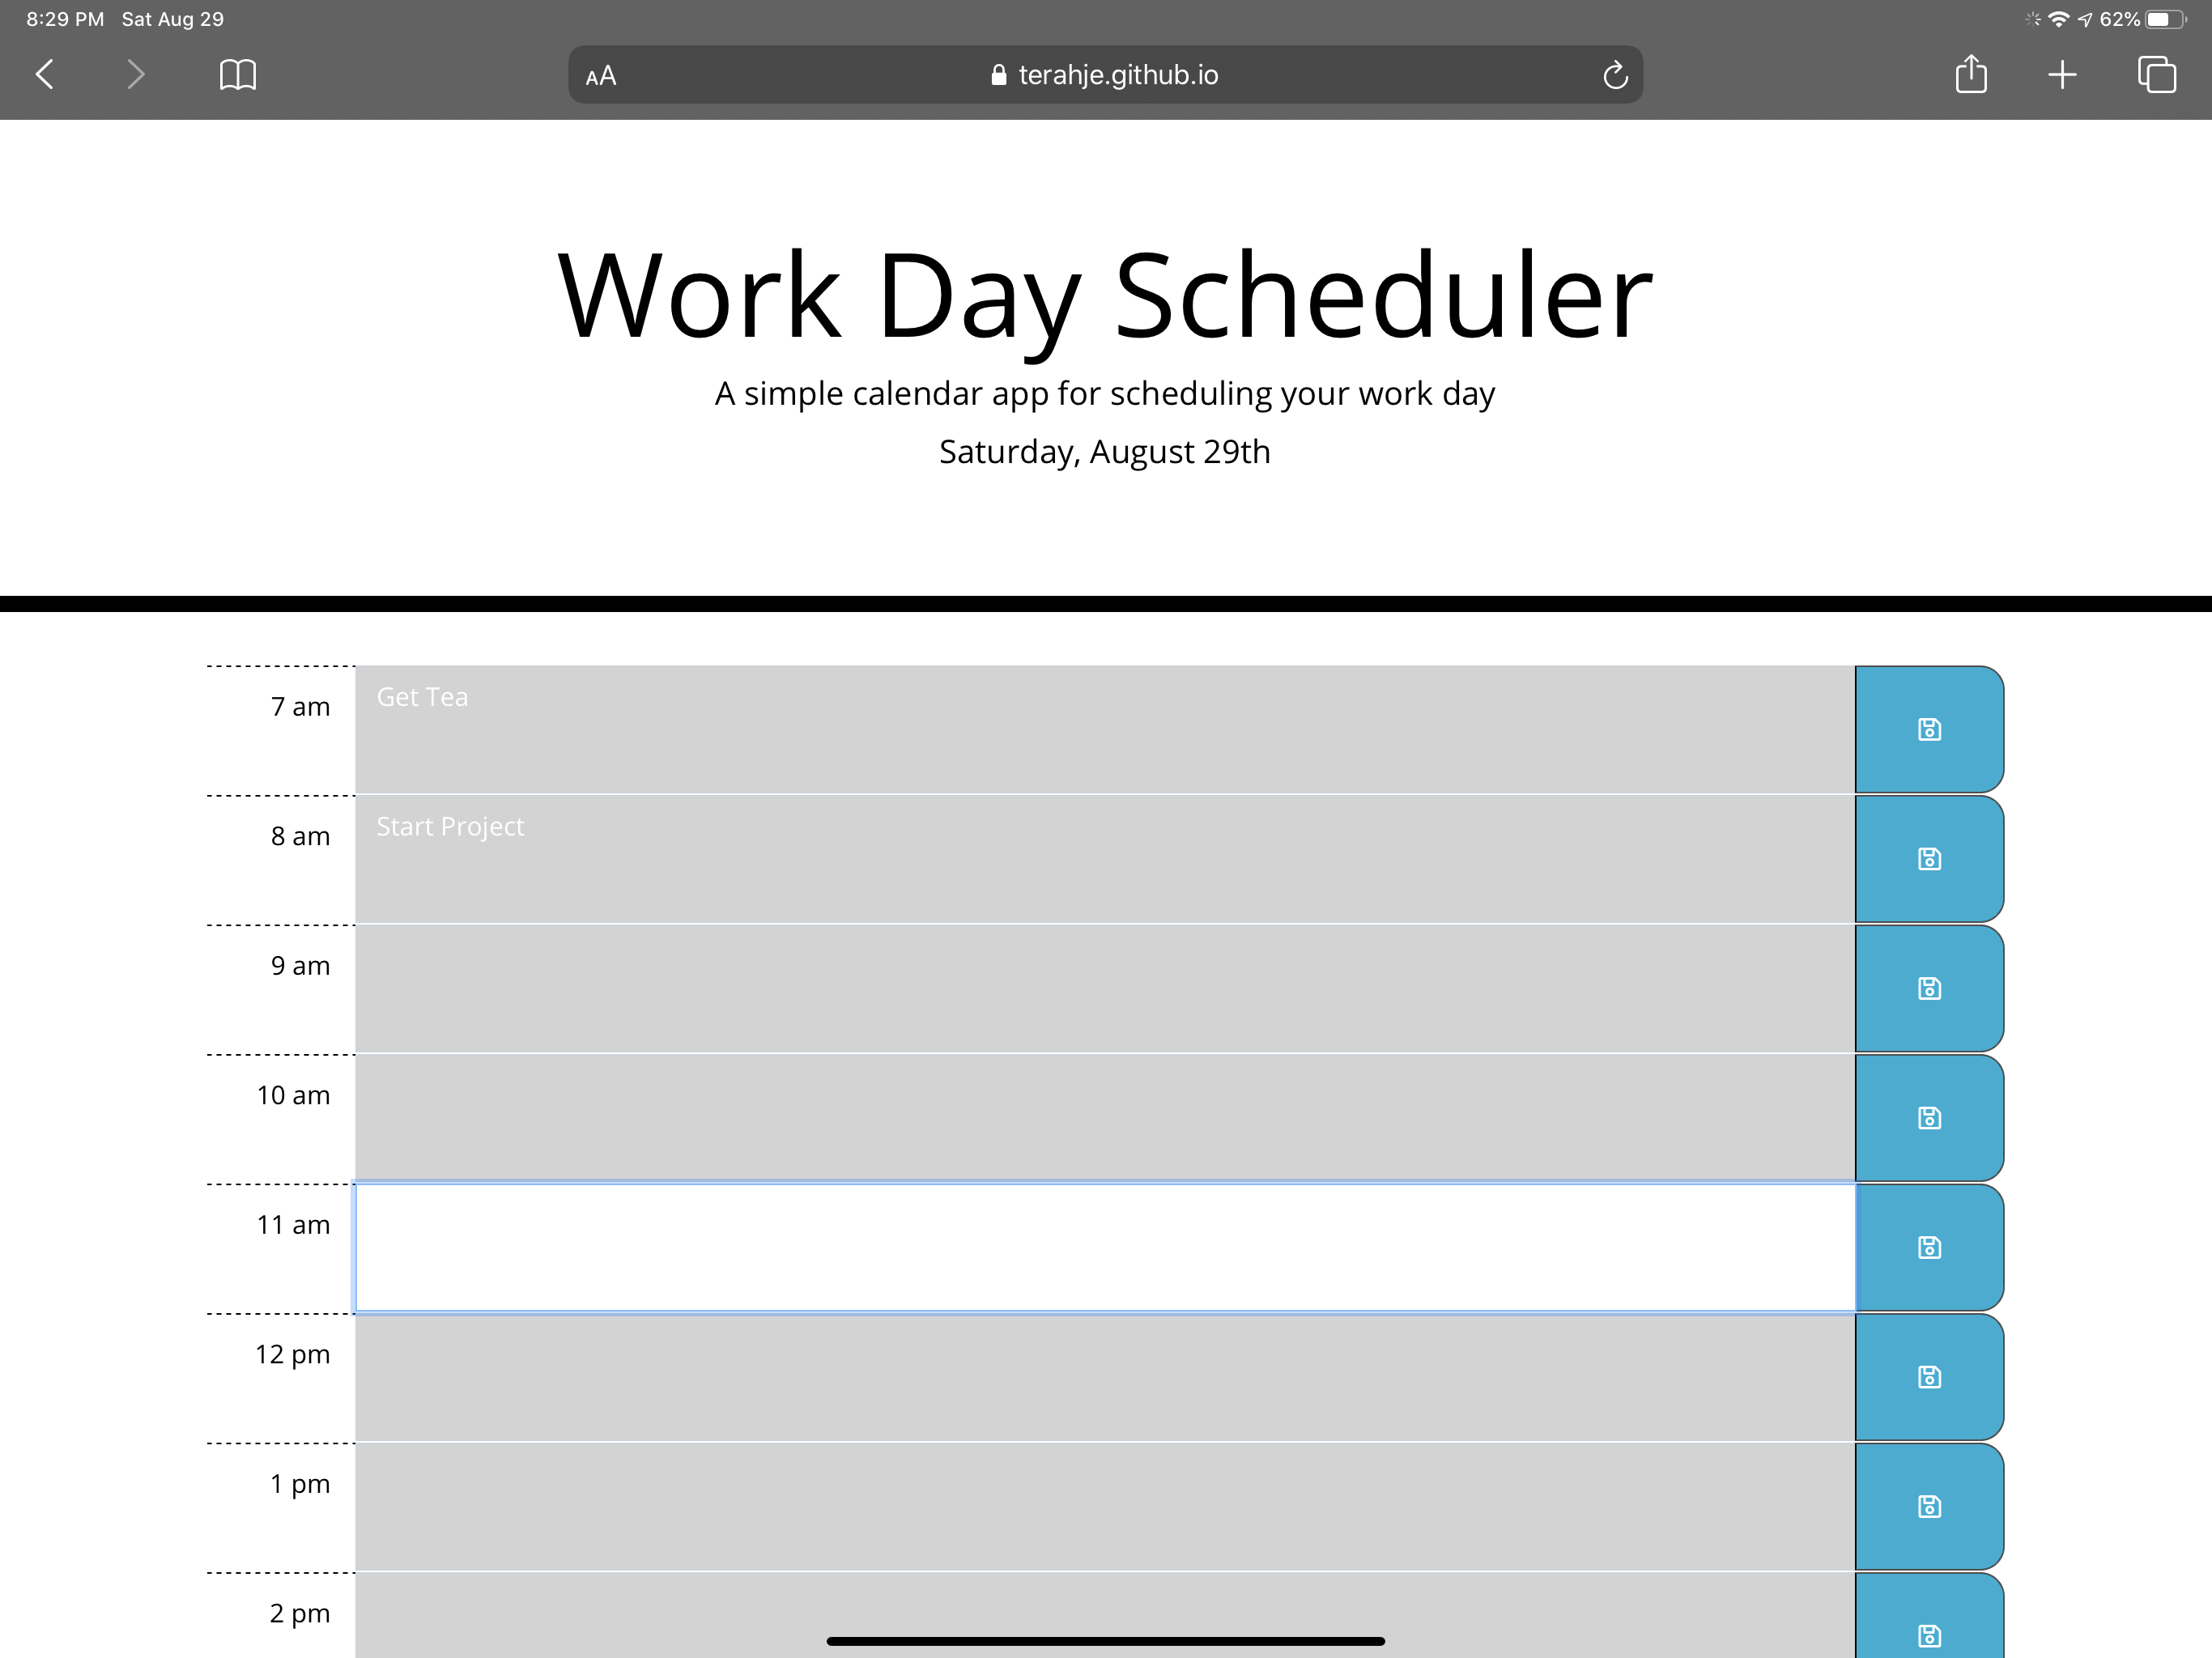 8:29 PM Sat Aug 29 62%
AA terahje.github.io
Work Day Scheduler
A simple calendar app for scheduling your work day
Saturday, August 29th
7 am Get Tea
8 am Start Project
9 am
10 am
11 am
12 pm
1 pm
2 pm